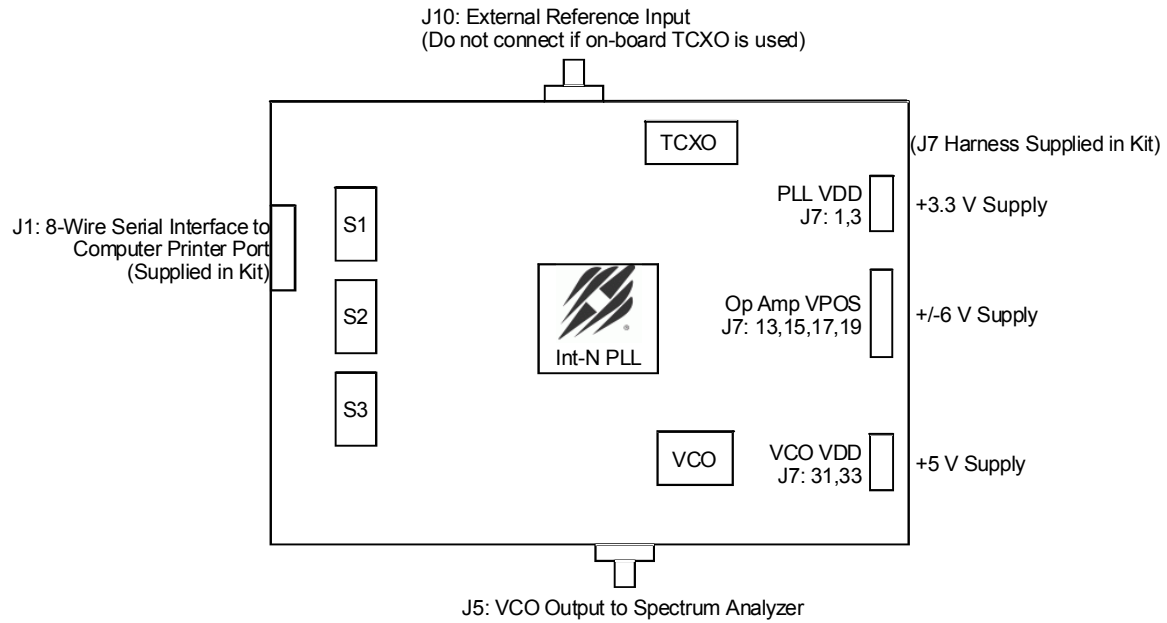 J10: External Reference Input
(Do not connect if on-board TCXO is used)
TCXO
(J7 Harness Supplied in Kit)
PLL VDD
J7: 1,3
+3.3 V Supply
J1: 8-Wire Serial Interface to
Computer Printer Port
(Supplied in Kit)
S1
S2
S3
®
Int-N PLL
Op Amp VPOS
J7: 13,15,17,19
+/-6 V Supply
VCO
VCO VDD
J7: 31,33
+5 V Supply
J5: VCO Output to Spectrum Analyzer